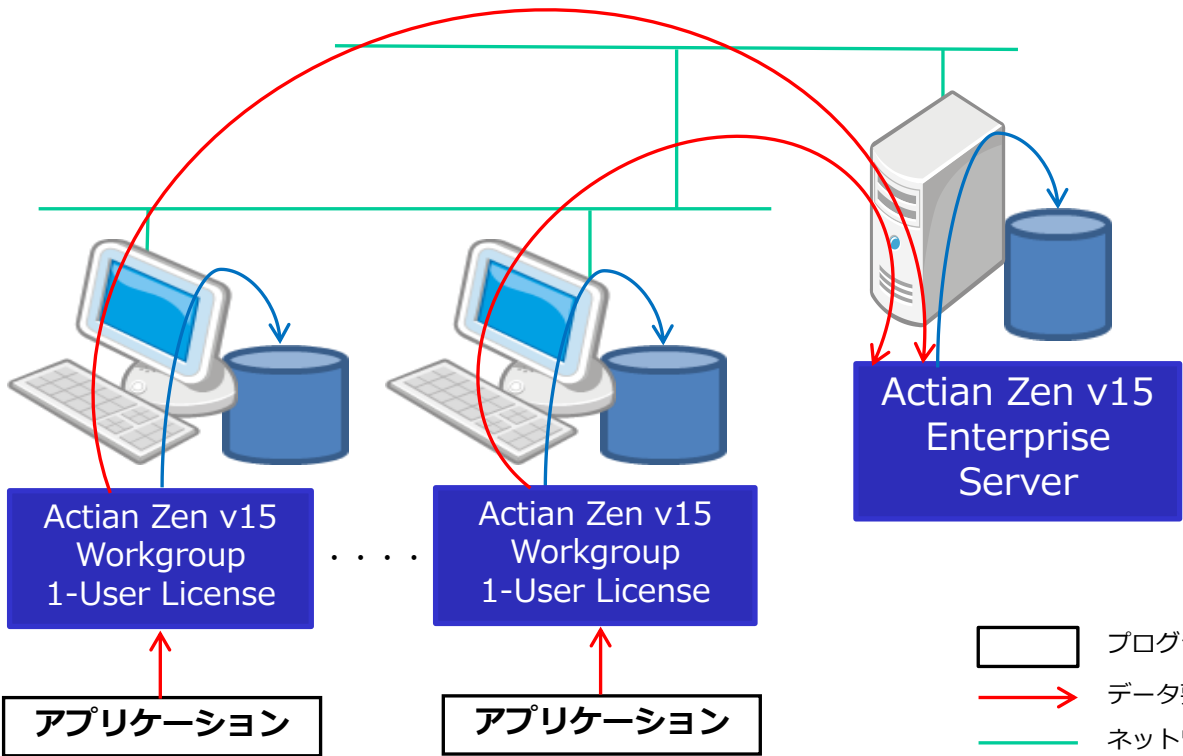 Actian Zen v15
Enterprise
Server
Actian Zen v15
Workgroup
1-User License
・・・・
Actian Zen v15
Workgroup
1-User License
アプリケーション
アプリケーション
プログ
データ
ネット